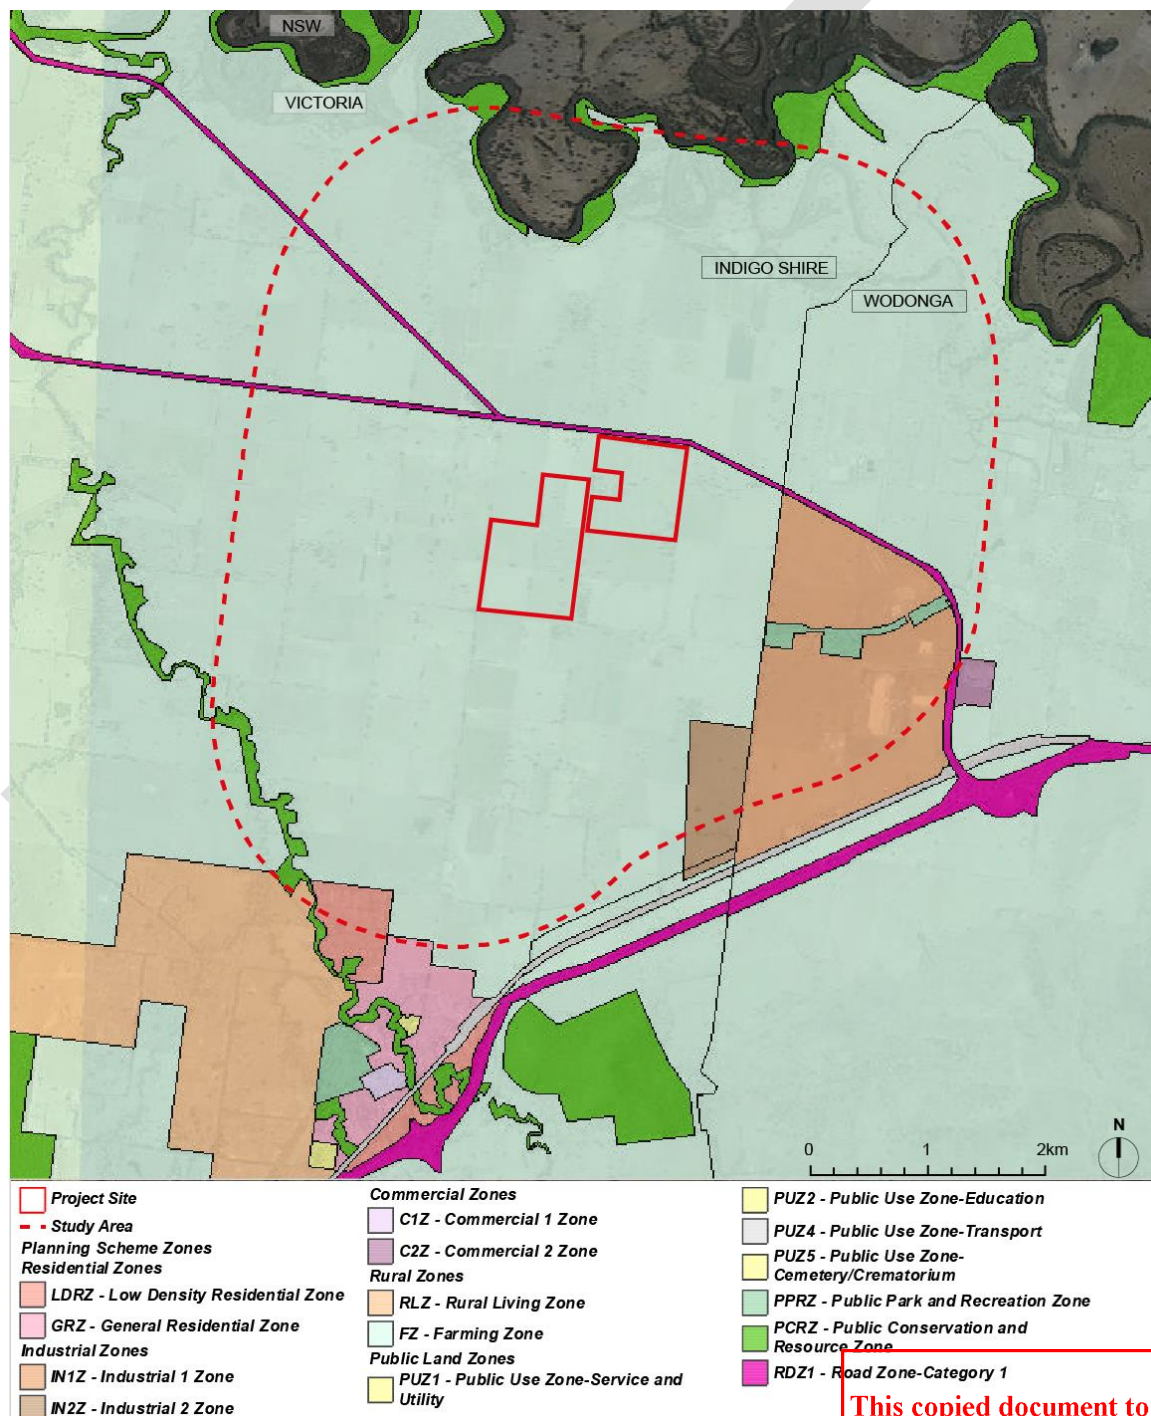 NSW
VICTORIA
INDIGO SHIRE
WODONGA
N
0 1 2km
Project Site
Study Area
Planning Scheme Zones
Residential Zones
LDRZ - Low Density Residential Zone
GRZ - General Residential Zone
Industrial Zones
IN1Z - Industrial 1 Zone
IN2Z - Industrial 2 Zone
Commercial Zones
C1Z - Commercial 1 Zone
C2Z - Commercial 2 Zone
Rural Zones
RLZ - Rural Living Zone
FZ - Farming Zone
Public Land Zones
PUZ1 - Public Use Zone-Service and
Utility
PUZ2 - Public Use Zone-Education
PUZ4 - Public Use Zone-Transport
PUZ5 - Public Use Zone-
Cemetery/Crematorium
PPRZ - Public Park and Recreation Zone
PCRZ - Public Conservation and
Resource Zone
RDZ1 - Road Zone-Category 1
This copied document to